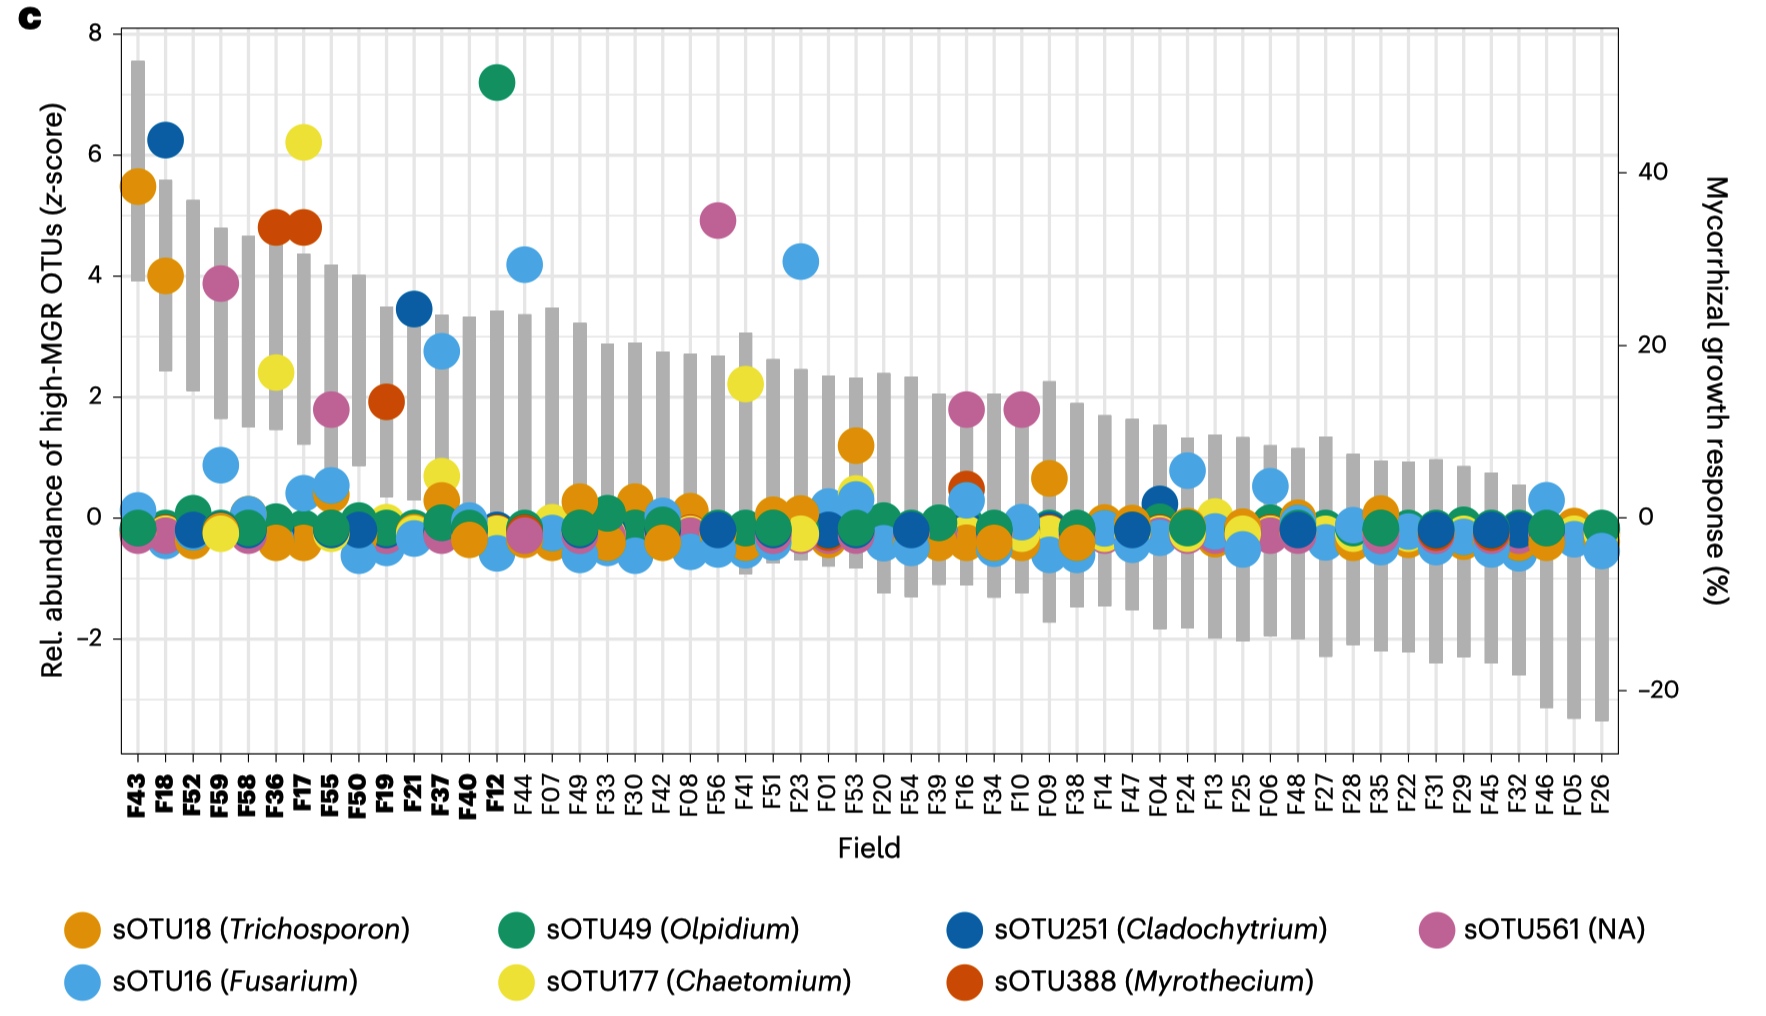 c
Rel. abundance of high-MGR OTUs (z-score)
8
6
4
2
0
–2
40
20
0
–20
Mycorrhizal growth response (%)
F43 F18 F52 F59 F58 F36 F17 F55 F50 F19 F21 F37 F40 F12 F44 F07 F49 F33 F30 F42 F08 F56 F41 F51 F23 F01 F53 F20 F54 F39 F16 F34 F10 F09 F38 F14 F47 F04 F24 F13 F25 F06 F48 F27 F28 F35 F22 F31 F29 F45 F32 F46 F05 F26
Field
sOTU18 (Trichosporon) sOTU49 (Olpidium) sOTU251 (Cladochytrium) sOTU561 (NA)
sOTU16 (Fusarium) sOTU177 (Chaetomium) sOTU388 (Myrothecium)